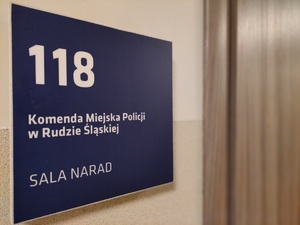 118
Komenda Miejska Policji
w Rudzie Śląskiej
SALA NARAD